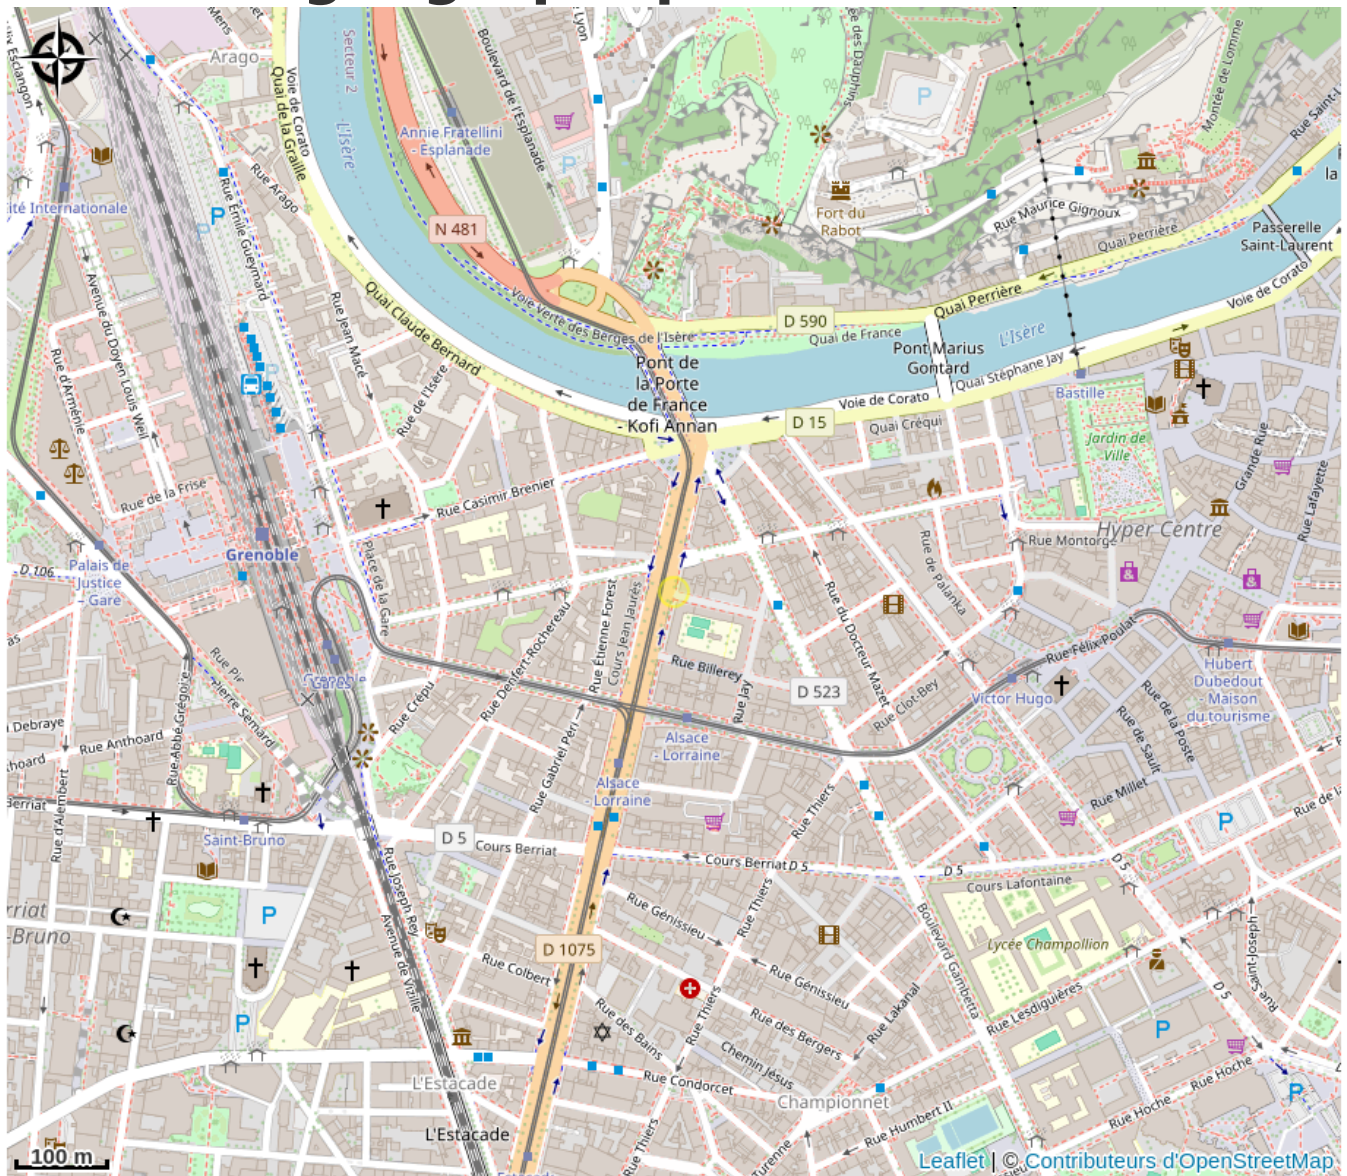 Arago
Voie de Corato
Quai de la Graille
Secteur 2
L'Isère
Annie Fratellini
- Esplanade
Boulevard de l'Esplanade
N 481
Rue Arago
Rue Émile Gueymard
Avenue du Doyen Louis Weil
Rue d'Arménie
Rue Jean Macé
Rue de l'Isère
Quai Claude Bernard
Voie Verte des Berges de l'Isère
Fort du
Rabot
Montée de Lomme
Rue Maurice Gignoux
Quai Perrière
Quai Perrière
Passerelle
Saint-Laurent
Voie de Corato
D 590
Quai de France
L'Isère
Pont Marius
Gontard
Pont de
la Porte
de France
- Kofi Annan
Quai Stéphane Jay
Voie de Corato
Bastille
D 15
Quai Créqui
Jardin de
Ville
Grande Rue
Rue Lafayette
Hyper Centre
Rue Montorge
Rue de la Frise
Rue Casimir Brenier
Grenoble
Palais de
Justice
- Gare
D 106
Place de la Gare
Rue de Palanka
Rue du Docteur Mazet
Rue Étienne Forest
Cours Jean Jaurès
Rue Denfert-Rochereau
Rue Billerey
Rue Jay
D 523
Rue Clot-Bey
Rue Félix-Poulat
Victor Hugo
Hubert
Dubedout
- Maison
du tourisme
Rue de la Poste
Rue de Sault
Rue Millet
Grenoble
Gares
Rue Crépu
Rue Pierre Semard
Rue Abbé-Grégoire
Rue Anthoard
Debraye
Rue d'Alembert
Berriat
Saint-Bruno
Rue Gabriel Péri
Alsace
- Lorraine
Alsace
- Lorraine
Rue Thiers
D 5
Cours Berriat
Cours Berriat D 5
D 5
D 5
Cours Lafontaine
Rue Joseph Rey
Avenue de Vizille
Rue Génissieu
Rue Thiers
Boulevard Gambetta
Lycée Champollion
Rue Saint-Joseph
D 1075
Rue Colbert
Rue Génissieu
Rue des Bains
Rue Thiers
Rue des Bergers
Rue Lakanal
Rue Lesdiguières
D 5
Chemin Jésus
Rue Condorcet
L'Estacade
L'Estacade
Championnet
Rue Humbert II
Rue Hoche
Rue Hoche
Rue Thiers
100 m
Leaflet | © Contributeurs d'OpenStreetMap